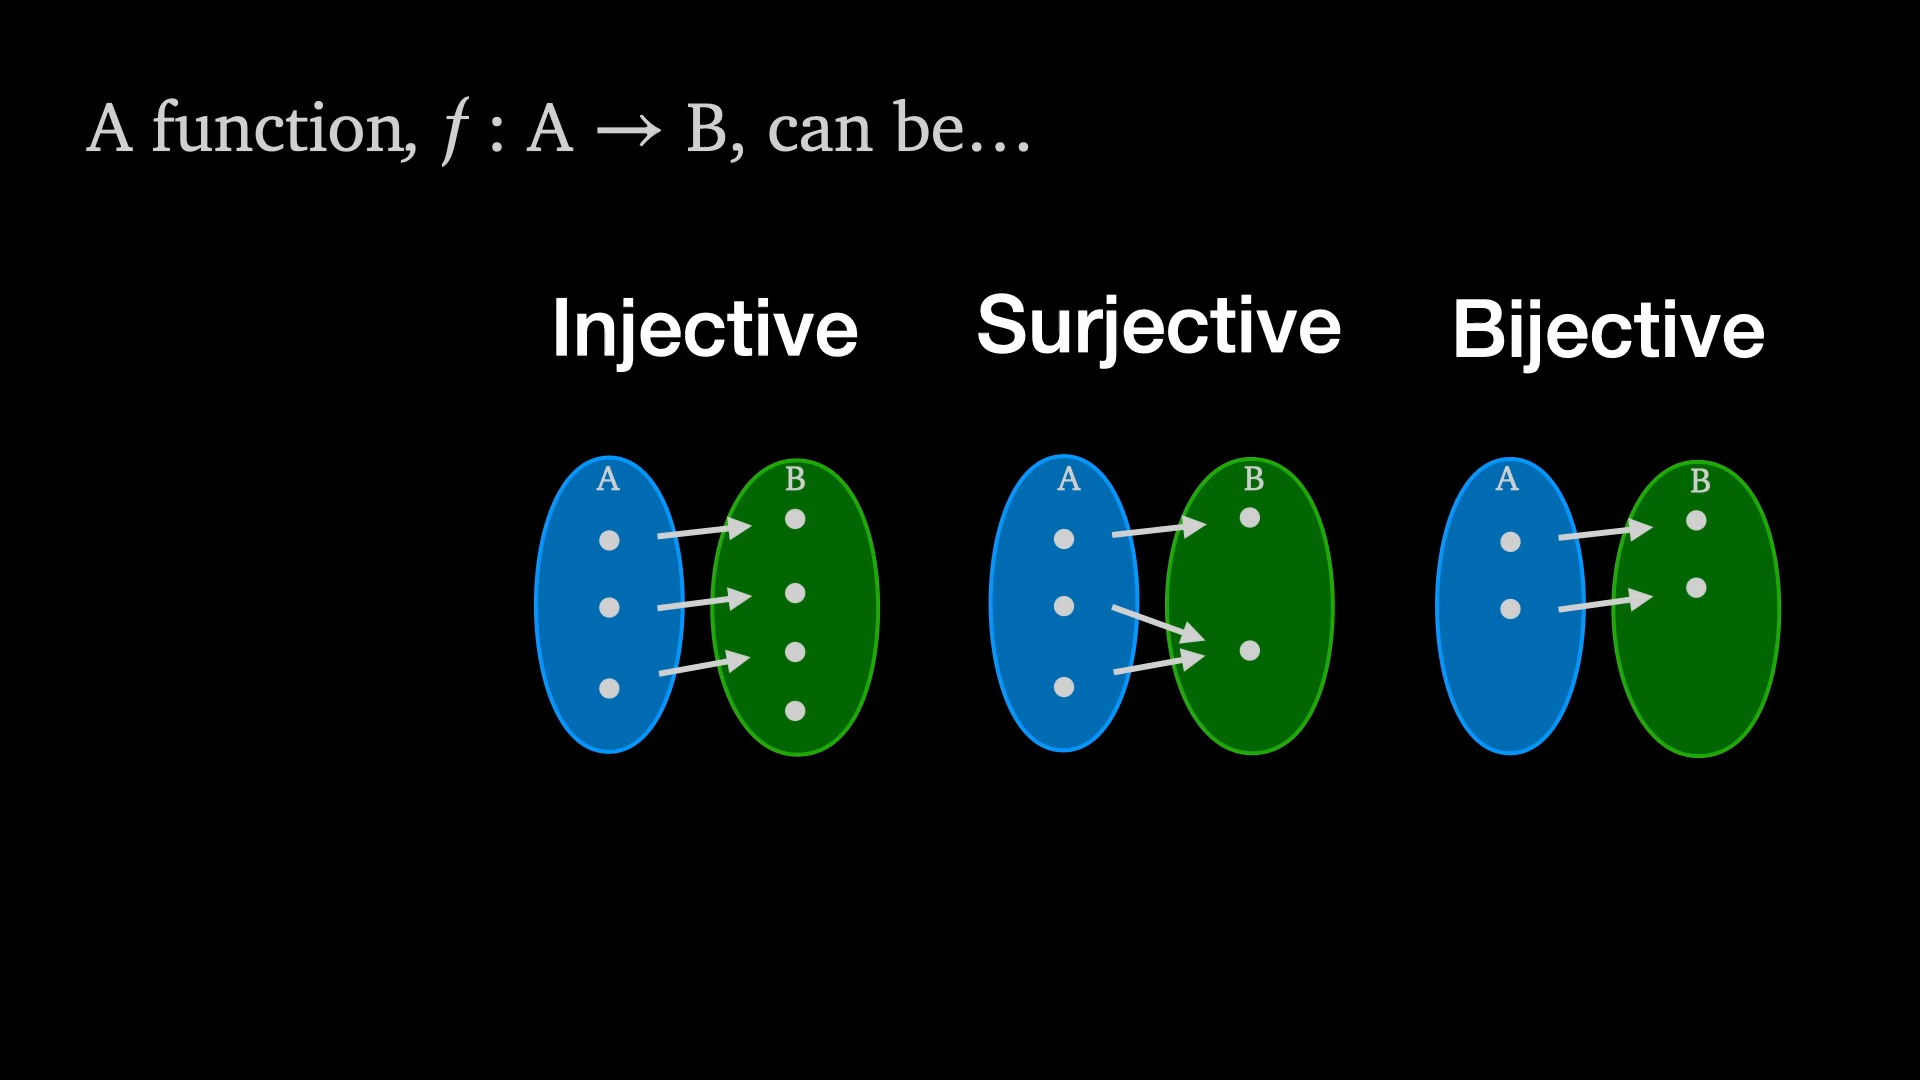 A function, f : A → B, can be…
Injective Surjective Bijective
A B A B A B